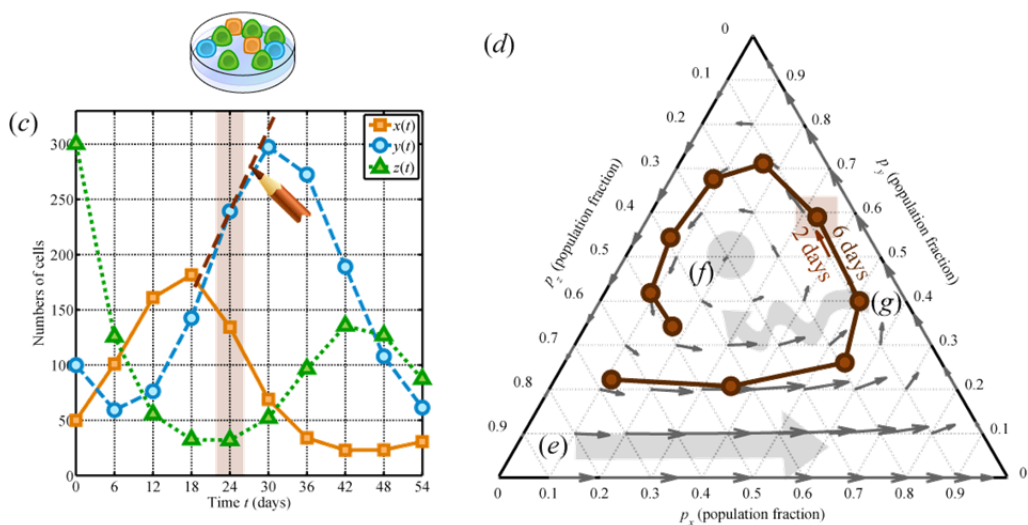 (c)
Numbers of cells
300
250
200
150
100
50
0
0 6 12 18 24 30 36 42 48 54
Time t (days)
x(t)
y(t)
z(t)
(d)
0
0.1
0.2
0.3
0.4
0.5
0.6
0.7
0.8
0.9
p_z (population fraction)
0.9
0.8
0.7
0.6
0.5
0.4
0.3
0.2
0.1
0
p_y (population fraction)
6 days
2 days
(f)
(g)
(e)
0 0.1 0.2 0.3 0.4 0.5 0.6 0.7 0.8 0.9
p_x (population fraction)